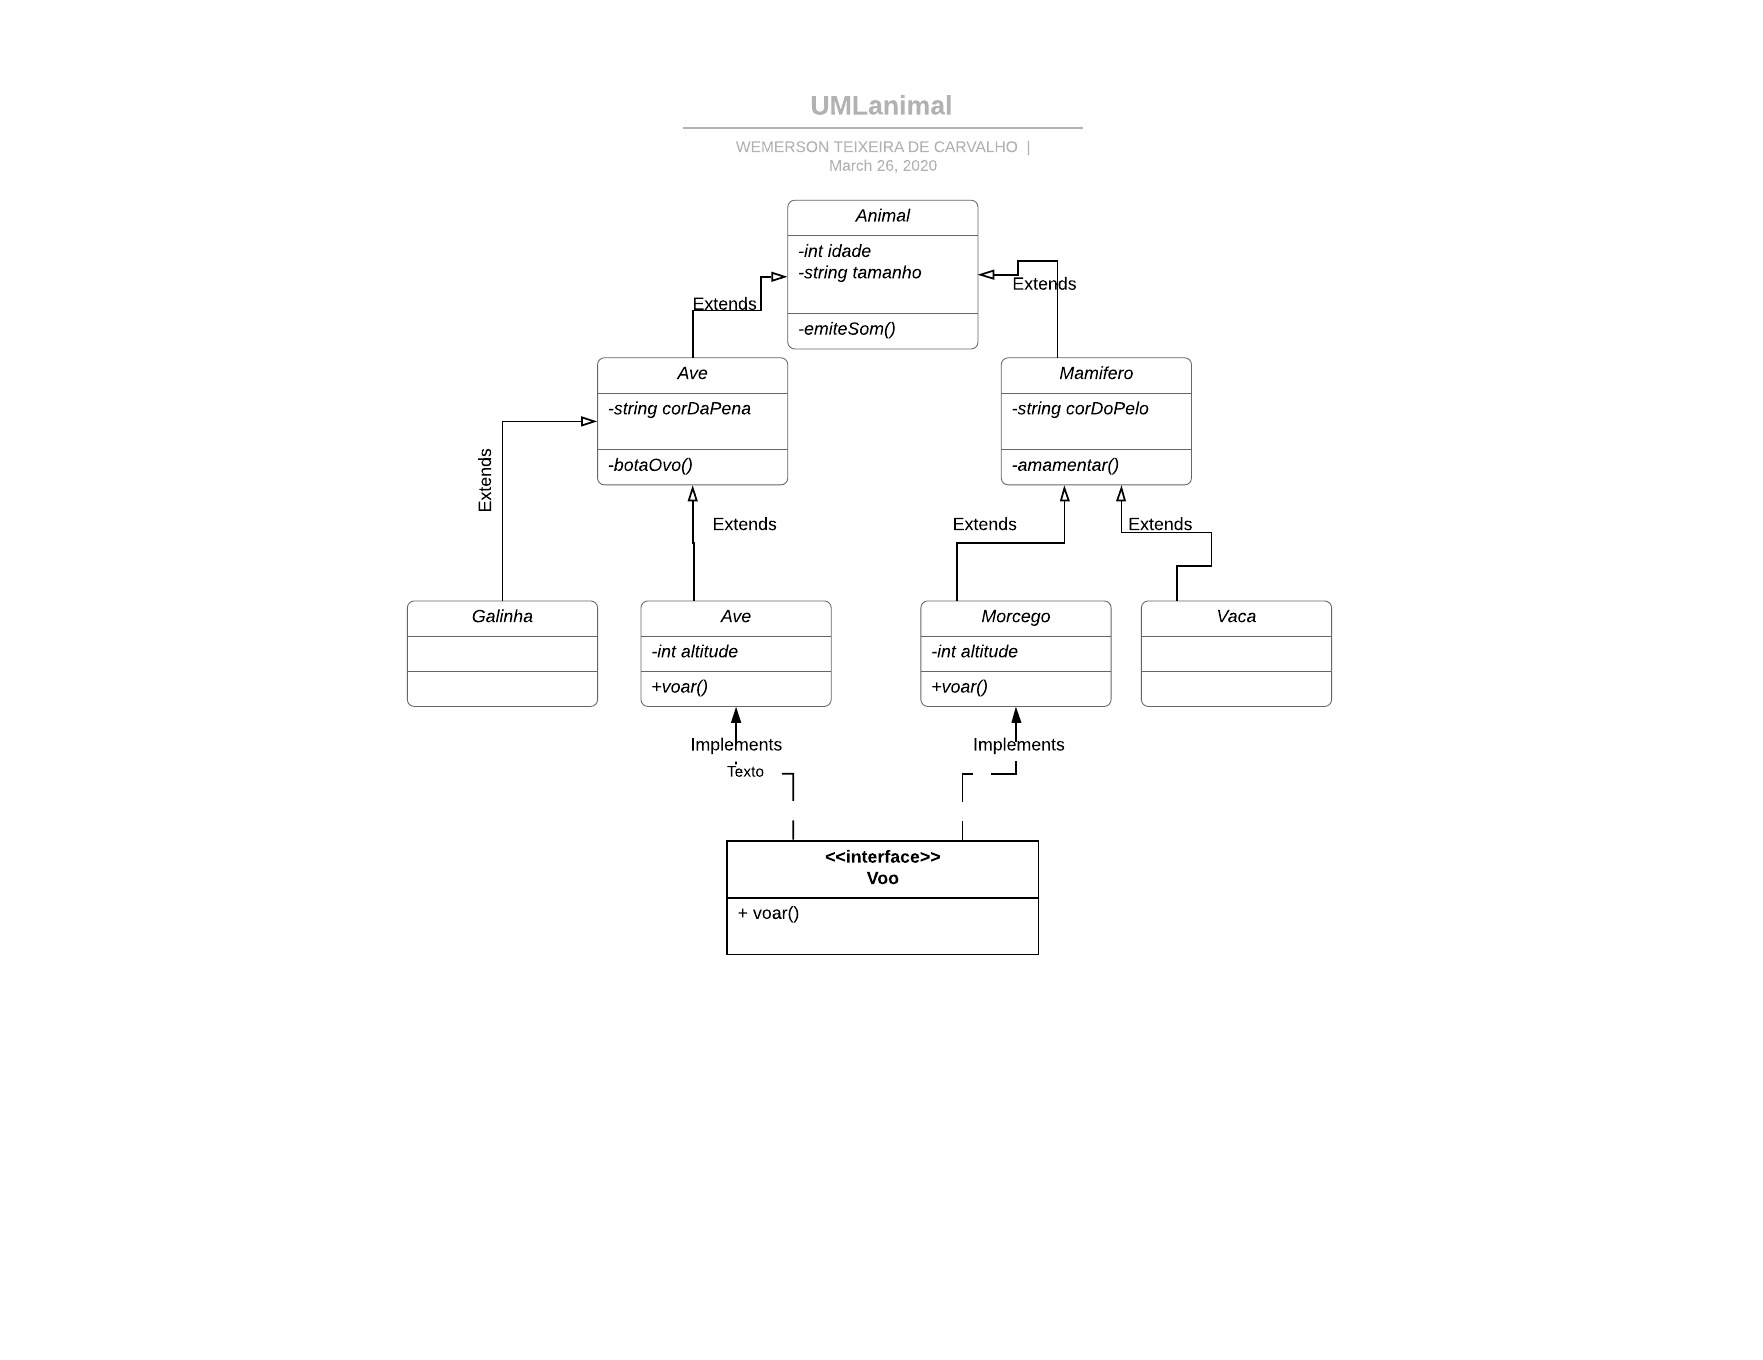 UMLanimal
WEMERSON TEIXEIRA DE CARVALHO |
March 26, 2020
Animal
-int idade
-string tamanho
-emiteSom()
Extends
Extends
Ave
-string corDaPena
-botaOvo()
Mamifero
-string corDoPelo
-amamentar()
Extends
Extends
Extends
Extends
Galinha
Ave
-int altitude
+voar()
Morcego
-int altitude
+voar()
Vaca
Implements
Texto
Implements
<<interface>>
Voo
+ voar()